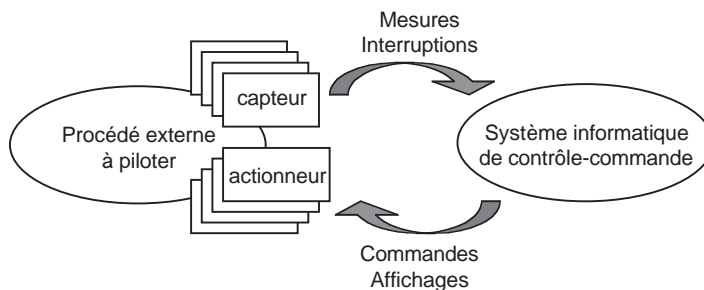 Mesures
Interruptions
capteur
Procédé externe
à piloter
actionneur
Système informatique
de contrôle-commande
Commandes
Affichages